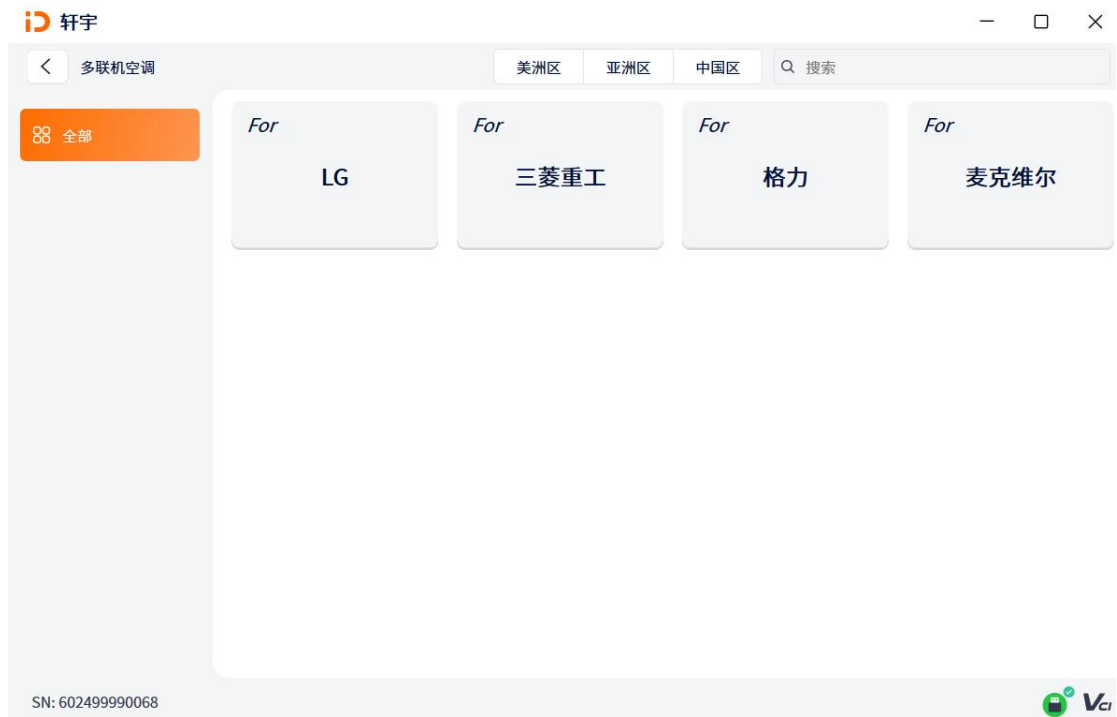 轩宇
多联机空调
美洲区 亚洲区 中国区 搜索
全部
For For For For
LG 三菱重工 格力 麦克维尔
SN: 602499990068
VCI